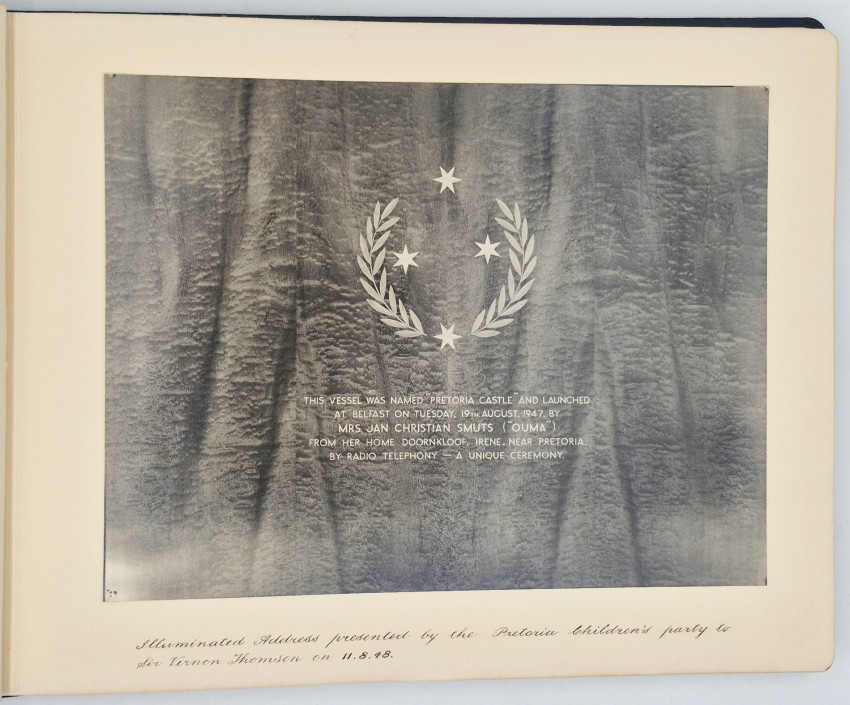 THIS VESSEL WAS NAMED "PRETORIA CASTLE" AND LAUNCHED
AT BELFAST ON TUESDAY, 19TH. AUGUST, 1947, BY
MRS. JAN CHRISTIAN SMUTS ("OUMA")
FROM HER HOME DOORNKLOOF, IRENE, NEAR PRETORIA,
BY RADIO TELEPHONY — A UNIQUE CEREMONY.
Illuminated Address presented by the Pretoria Children's party to
Sir Vernon Thomson on 11.8.48.